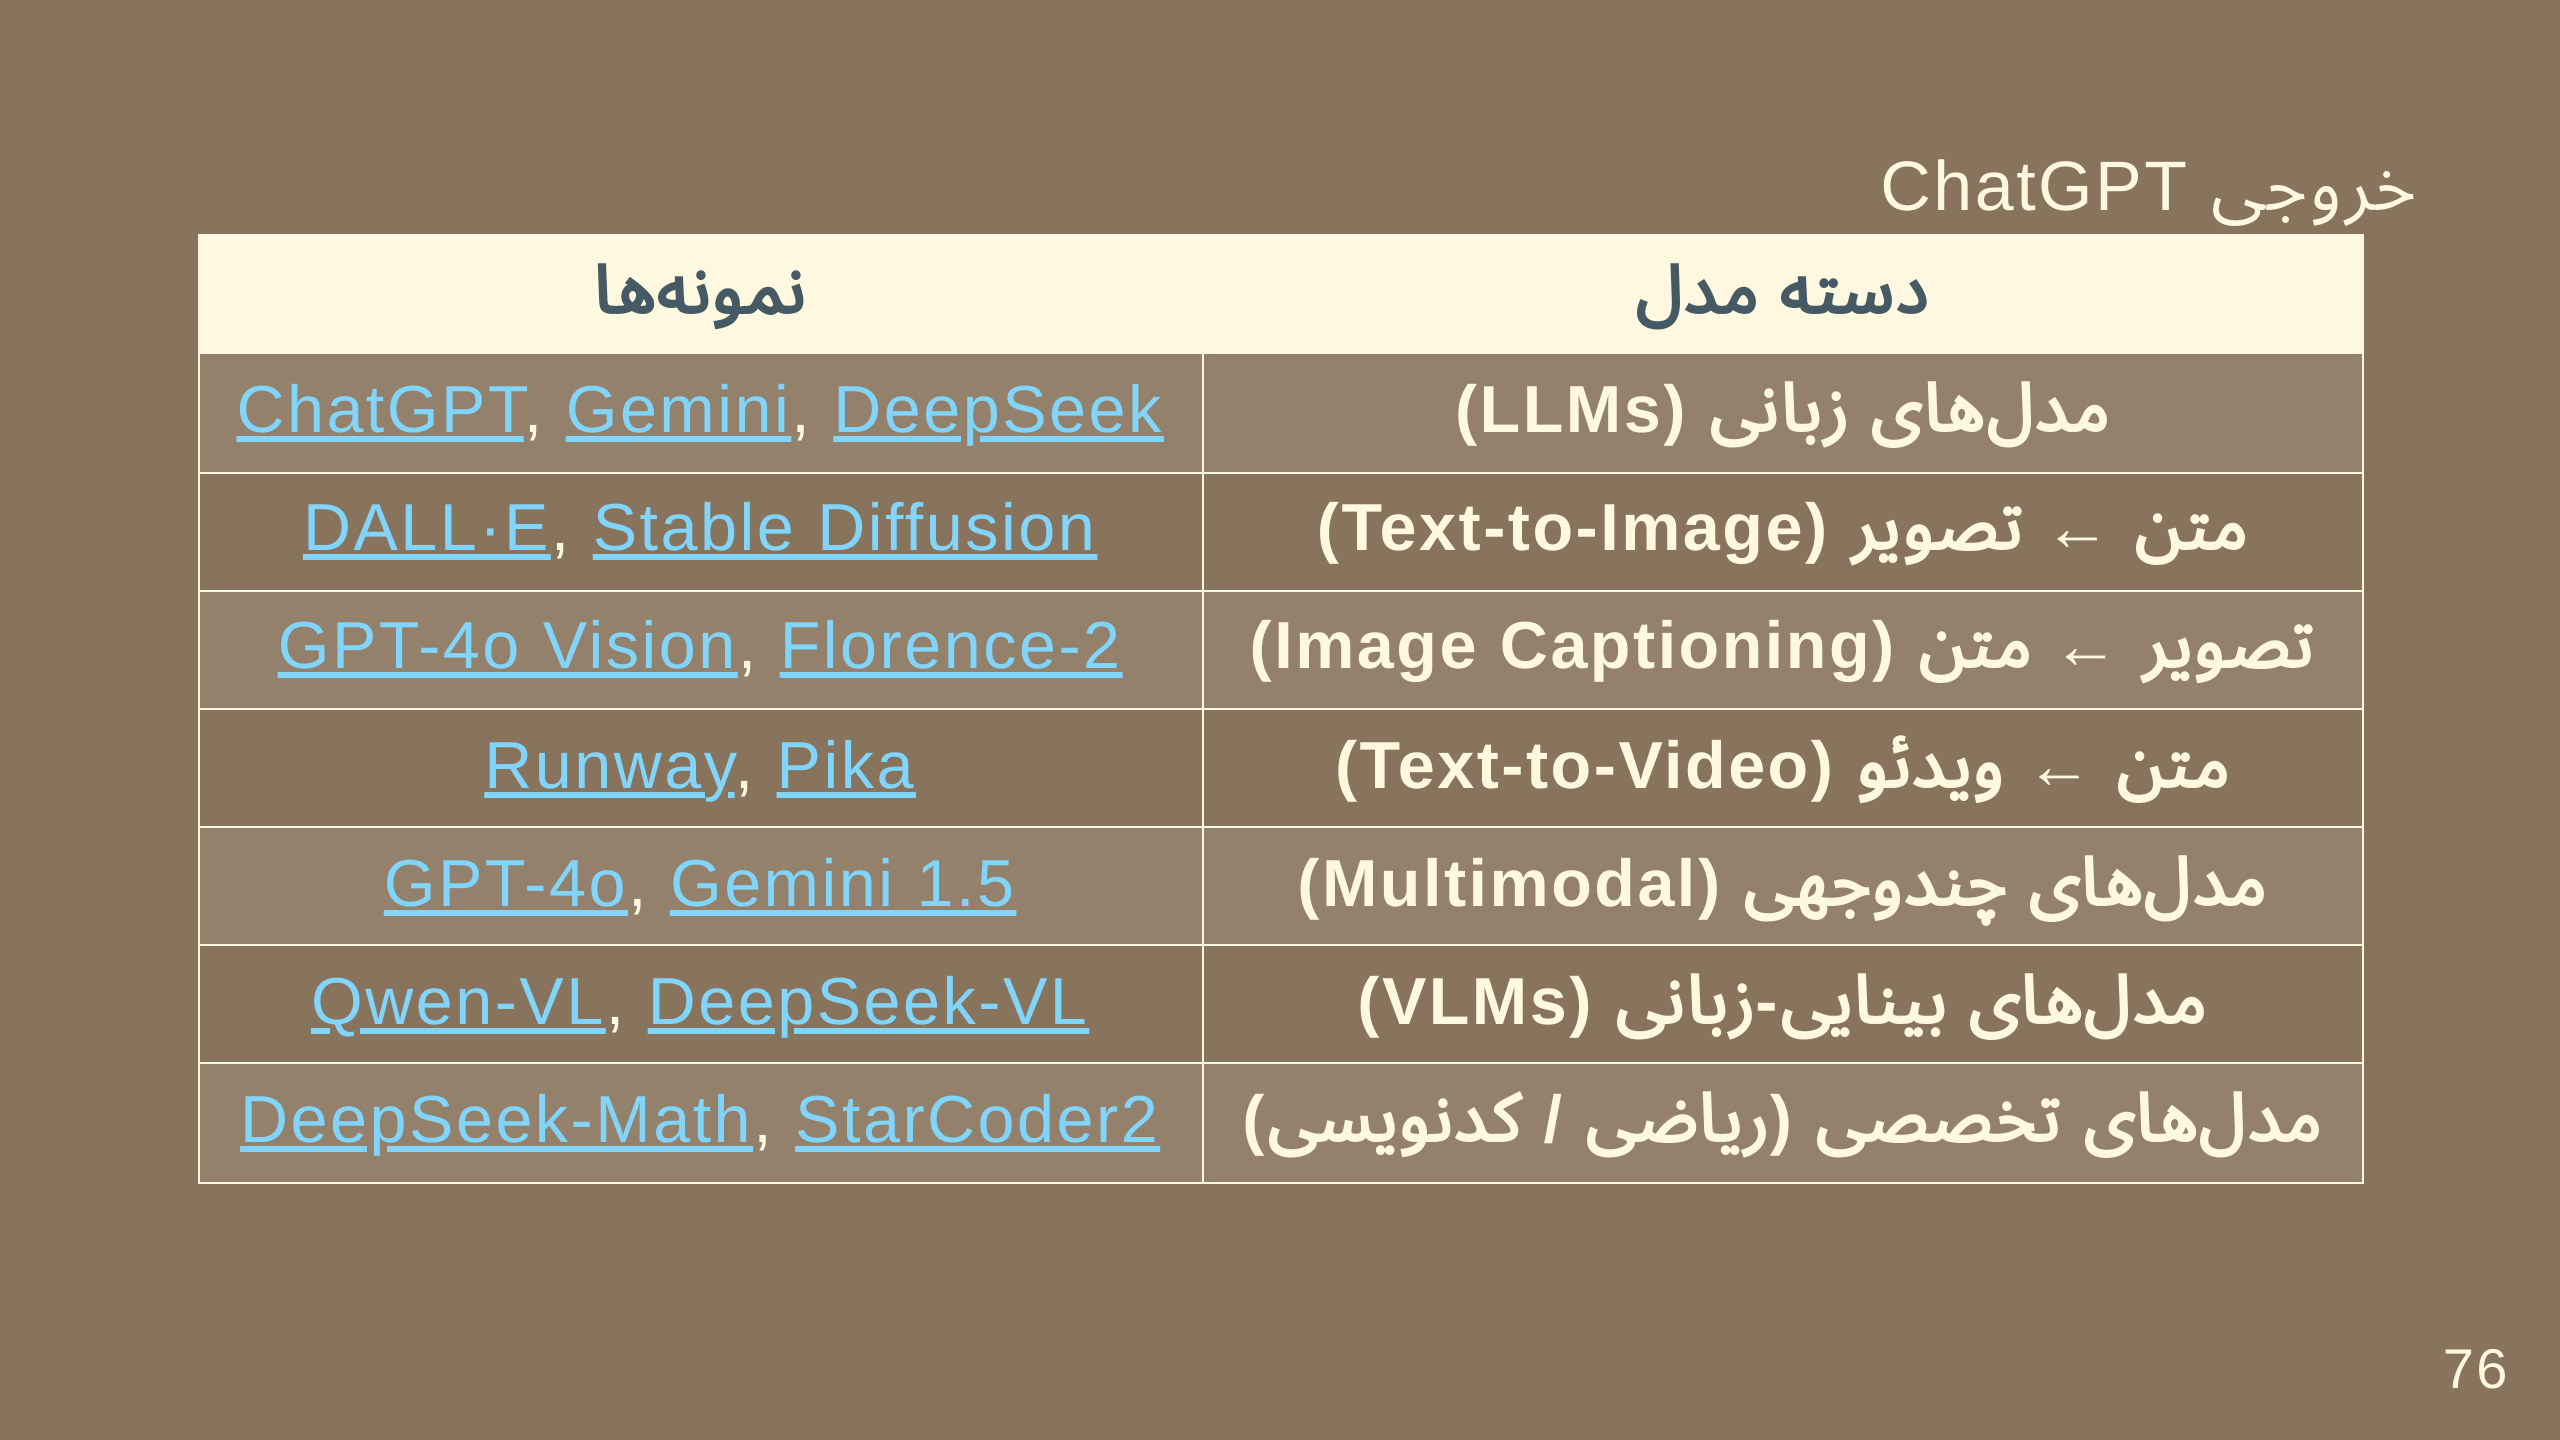 خروجی ChatGPT
دسته مدل نمونه‌ها
مدل‌های زبانی (LLMs) ChatGPT, Gemini, DeepSeek
متن ← تصویر (Text-to-Image) DALL·E, Stable Diffusion
تصویر ← متن (Image Captioning) GPT-4o Vision, Florence-2
متن ← ویدئو (Text-to-Video) Runway, Pika
مدل‌های چندوجهی (Multimodal) GPT-4o, Gemini 1.5
مدل‌های بینایی-زبانی (VLMs) Qwen-VL, DeepSeek-VL
مدل‌های تخصصی (ریاضی / کدنویسی) DeepSeek-Math, StarCoder2
76